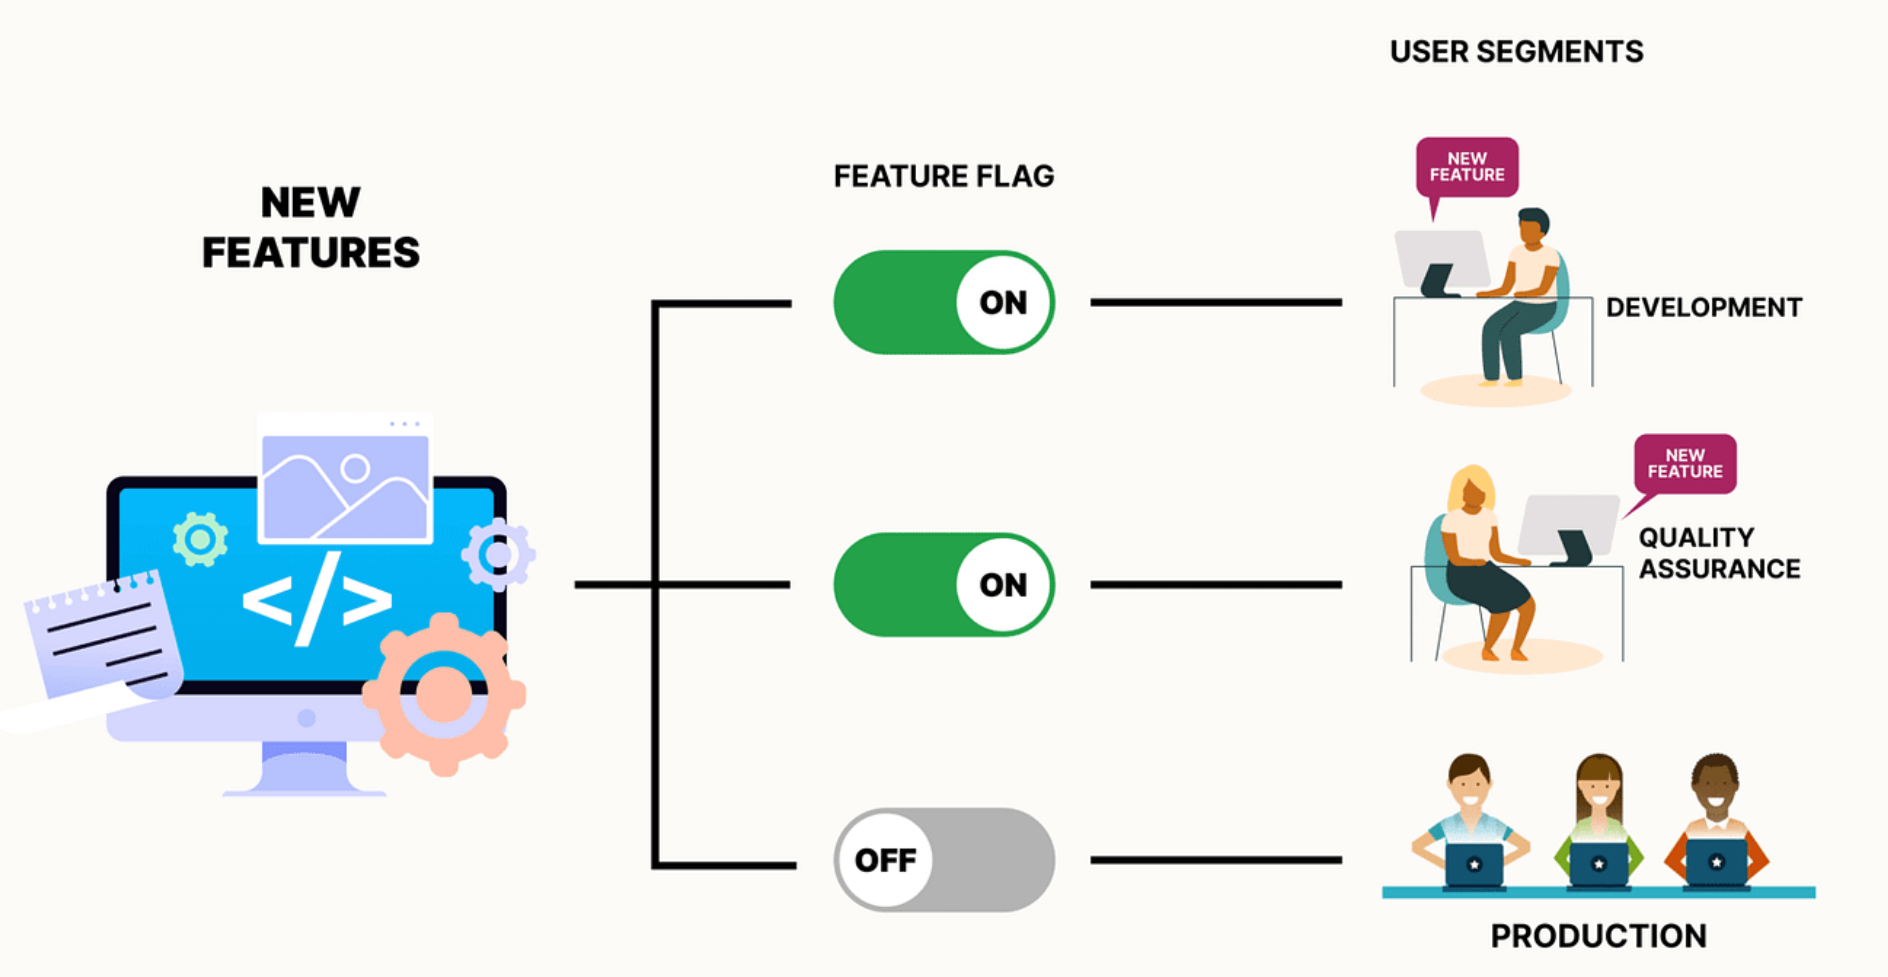 USER SEGMENTS
NEW
FEATURES
FEATURE FLAG
ON
NEW
FEATURE
DEVELOPMENT
</>
ON
NEW
FEATURE
QUALITY
ASSURANCE
OFF
PRODUCTION